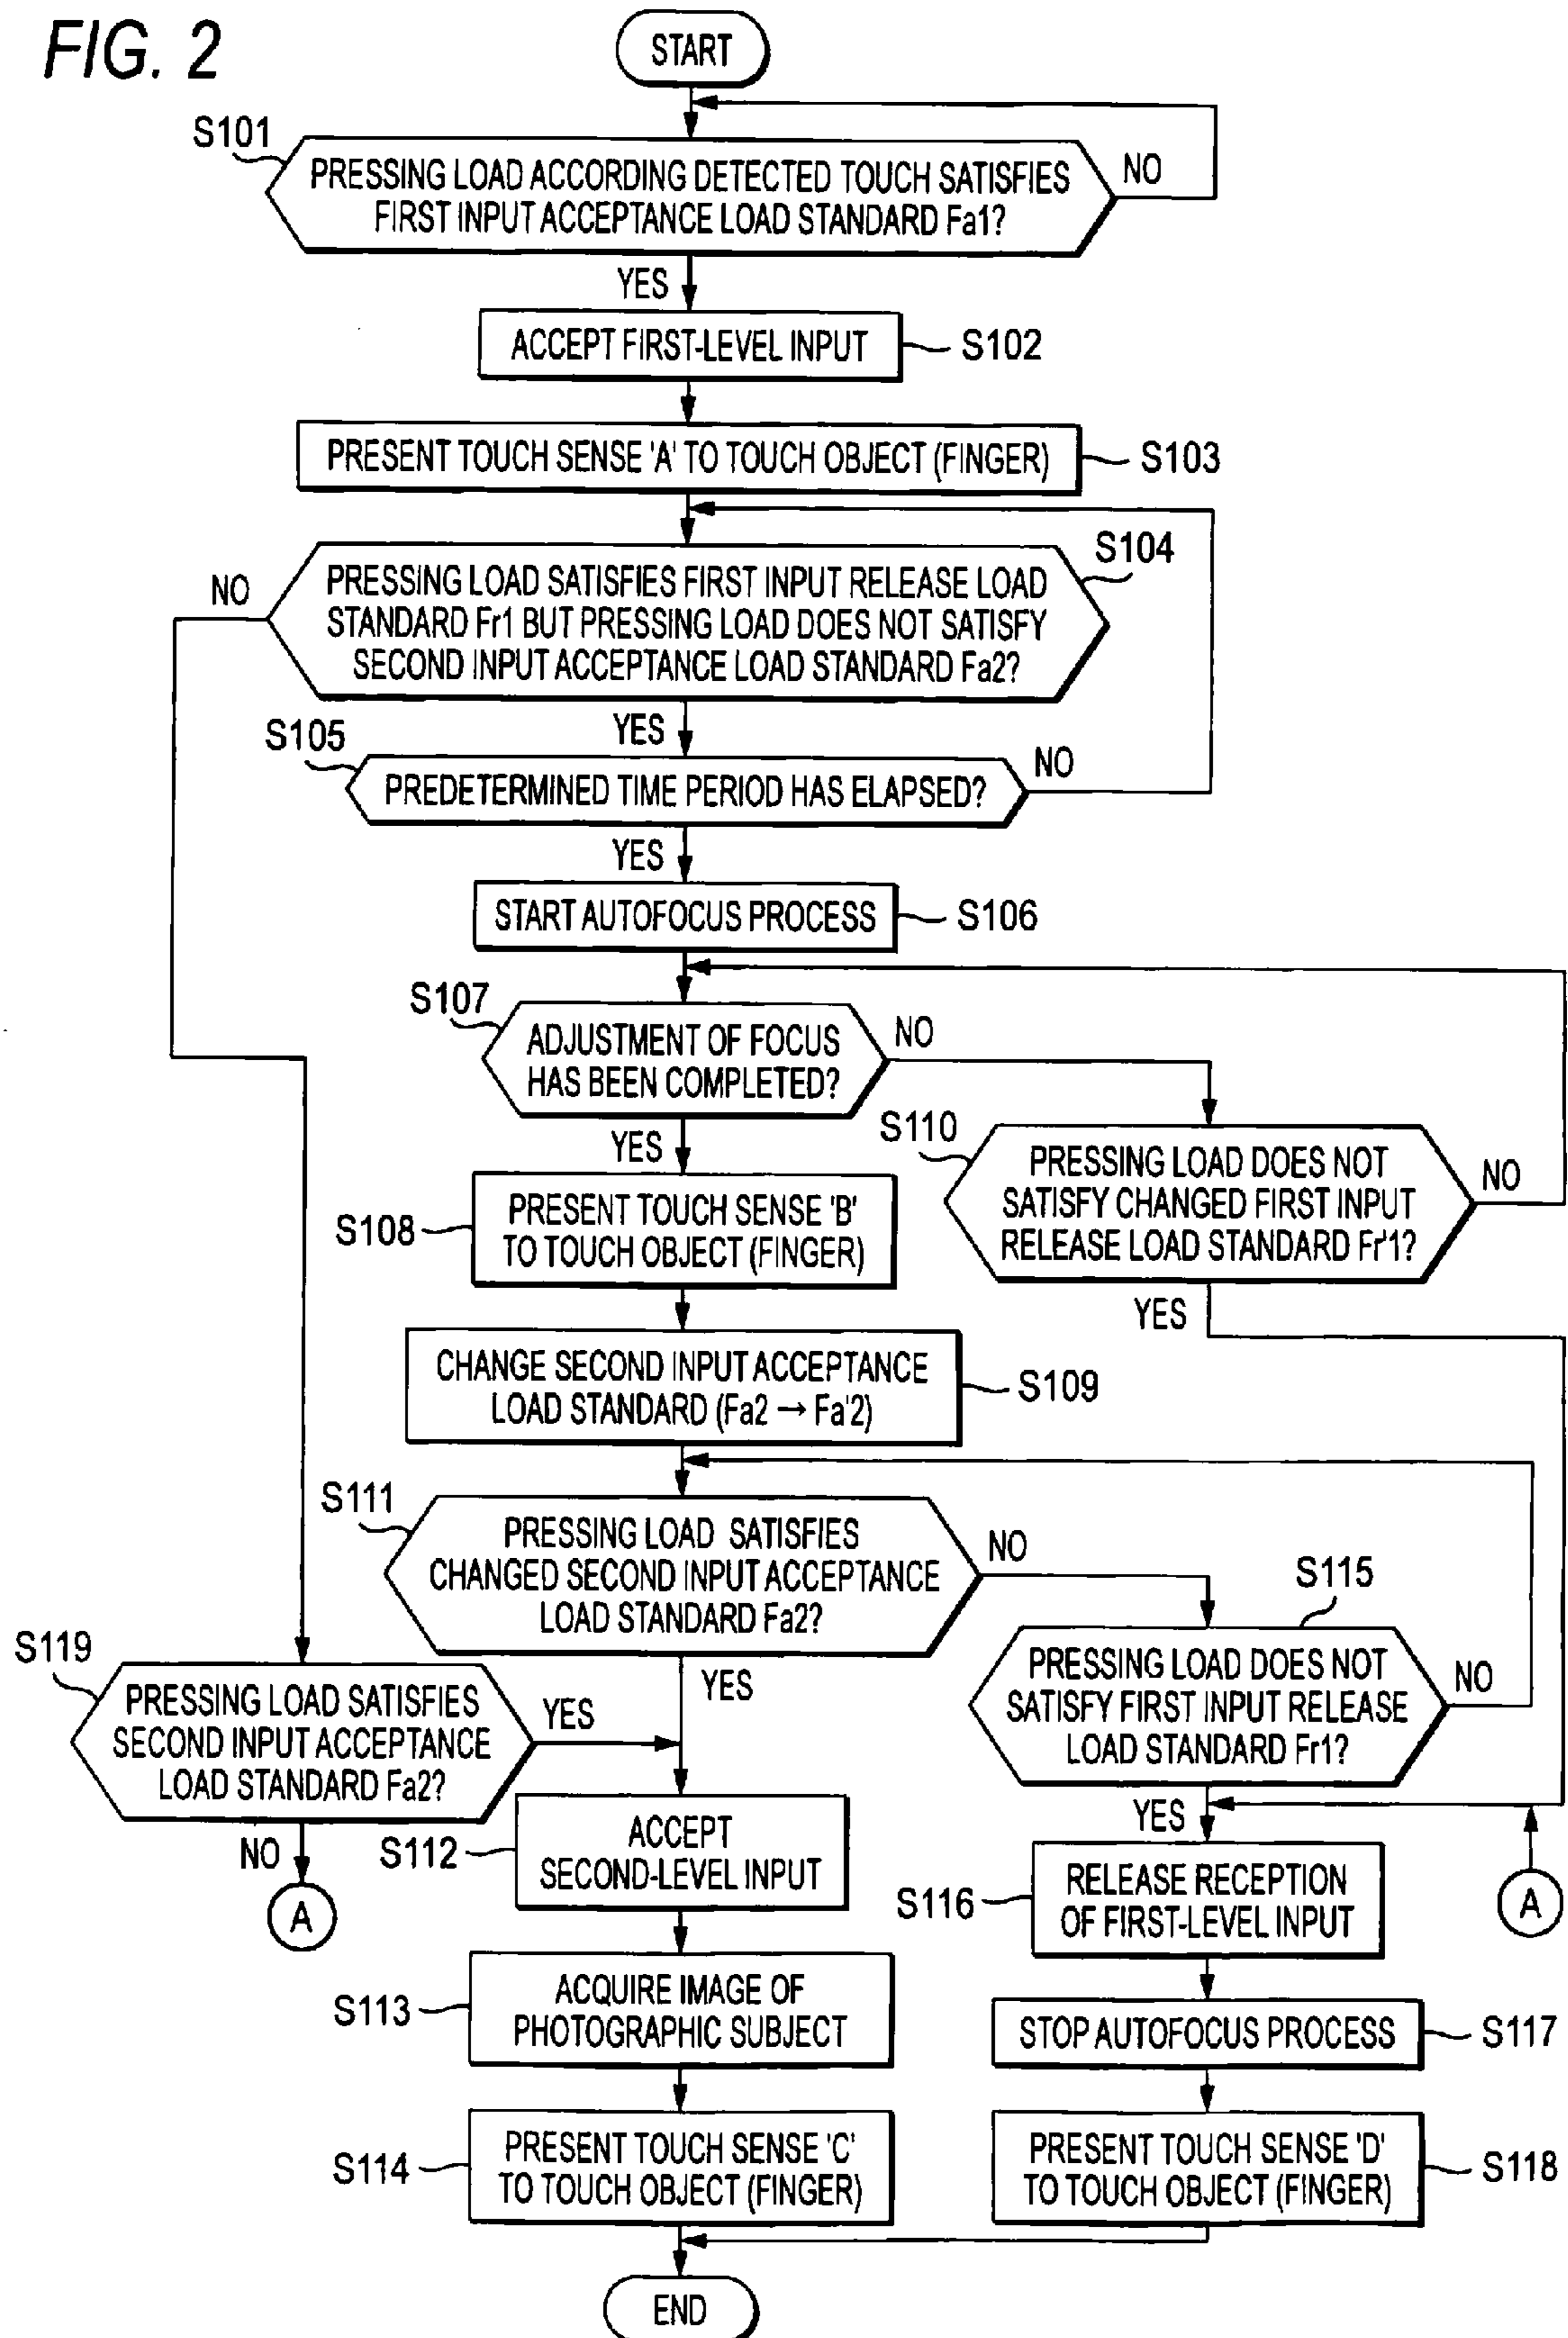 FIG. 2
START
S101
PRESSING LOAD ACCORDING DETECTED TOUCH SATISFIES
FIRST INPUT ACCEPTANCE LOAD STANDARD Fa1?
NO
YES
ACCEPT FIRST-LEVEL INPUT
S102
PRESENT TOUCH SENSE 'A' TO TOUCH OBJECT (FINGER)
S103
S104
NO
PRESSING LOAD SATISFIES FIRST INPUT RELEASE LOAD
STANDARD Fr1 BUT PRESSING LOAD DOES NOT SATISFY
SECOND INPUT ACCEPTANCE LOAD STANDARD Fa2?
YES
S105
PREDETERMINED TIME PERIOD HAS ELAPSED?
NO
YES
START AUTOFOCUS PROCESS
S106
S107
ADJUSTMENT OF FOCUS
HAS BEEN COMPLETED?
NO
YES
S110
PRESSING LOAD DOES NOT
SATISFY CHANGED FIRST INPUT
RELEASE LOAD STANDARD Fr'1?
NO
YES
S108
PRESENT TOUCH SENSE 'B'
TO TOUCH OBJECT (FINGER)
CHANGE SECOND INPUT ACCEPTANCE
LOAD STANDARD (Fa2 → Fa'2)
S109
S111
PRESSING LOAD SATISFIES
CHANGED SECOND INPUT ACCEPTANCE
LOAD STANDARD Fa2?
NO
YES
S115
PRESSING LOAD DOES NOT
SATISFY FIRST INPUT RELEASE
LOAD STANDARD Fr1?
NO
YES
S119
PRESSING LOAD SATISFIES
SECOND INPUT ACCEPTANCE
LOAD STANDARD Fa2?
YES
NO
A
S112
ACCEPT
SECOND-LEVEL INPUT
S116
RELEASE RECEPTION
OF FIRST-LEVEL INPUT
A
S113
ACQUIRE IMAGE OF
PHOTOGRAPHIC SUBJECT
STOP AUTOFOCUS PROCESS
S117
S114
PRESENT TOUCH SENSE 'C'
TO TOUCH OBJECT (FINGER)
PRESENT TOUCH SENSE 'D'
TO TOUCH OBJECT (FINGER)
S118
END